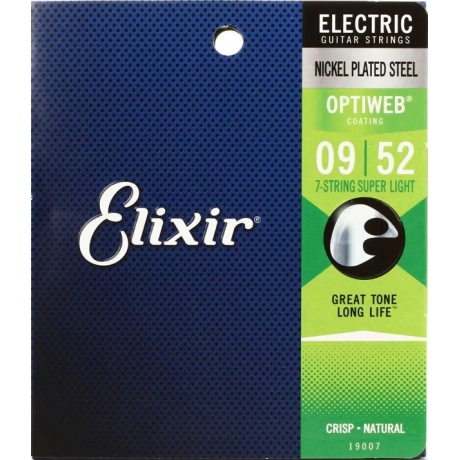 Elixir®
ELECTRIC
GUITAR STRINGS
NICKEL PLATED STEEL
OPTIWEB®
COATING
09 | 52
7-STRING SUPER LIGHT
GREAT TONE
LONG LIFE™
CRISP • NATURAL
19007